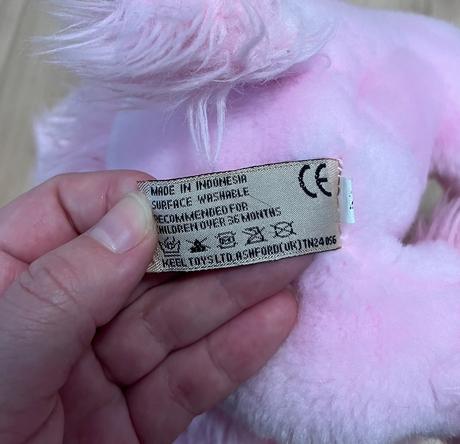 MADE IN INDONESIA
SURFACE WASHABLE
RECOMMENDED FOR
CHILDREN OVER 36 MONTHS
KEEL TOYS LTD, ASHFORD(UK)TN24 0SG
CE